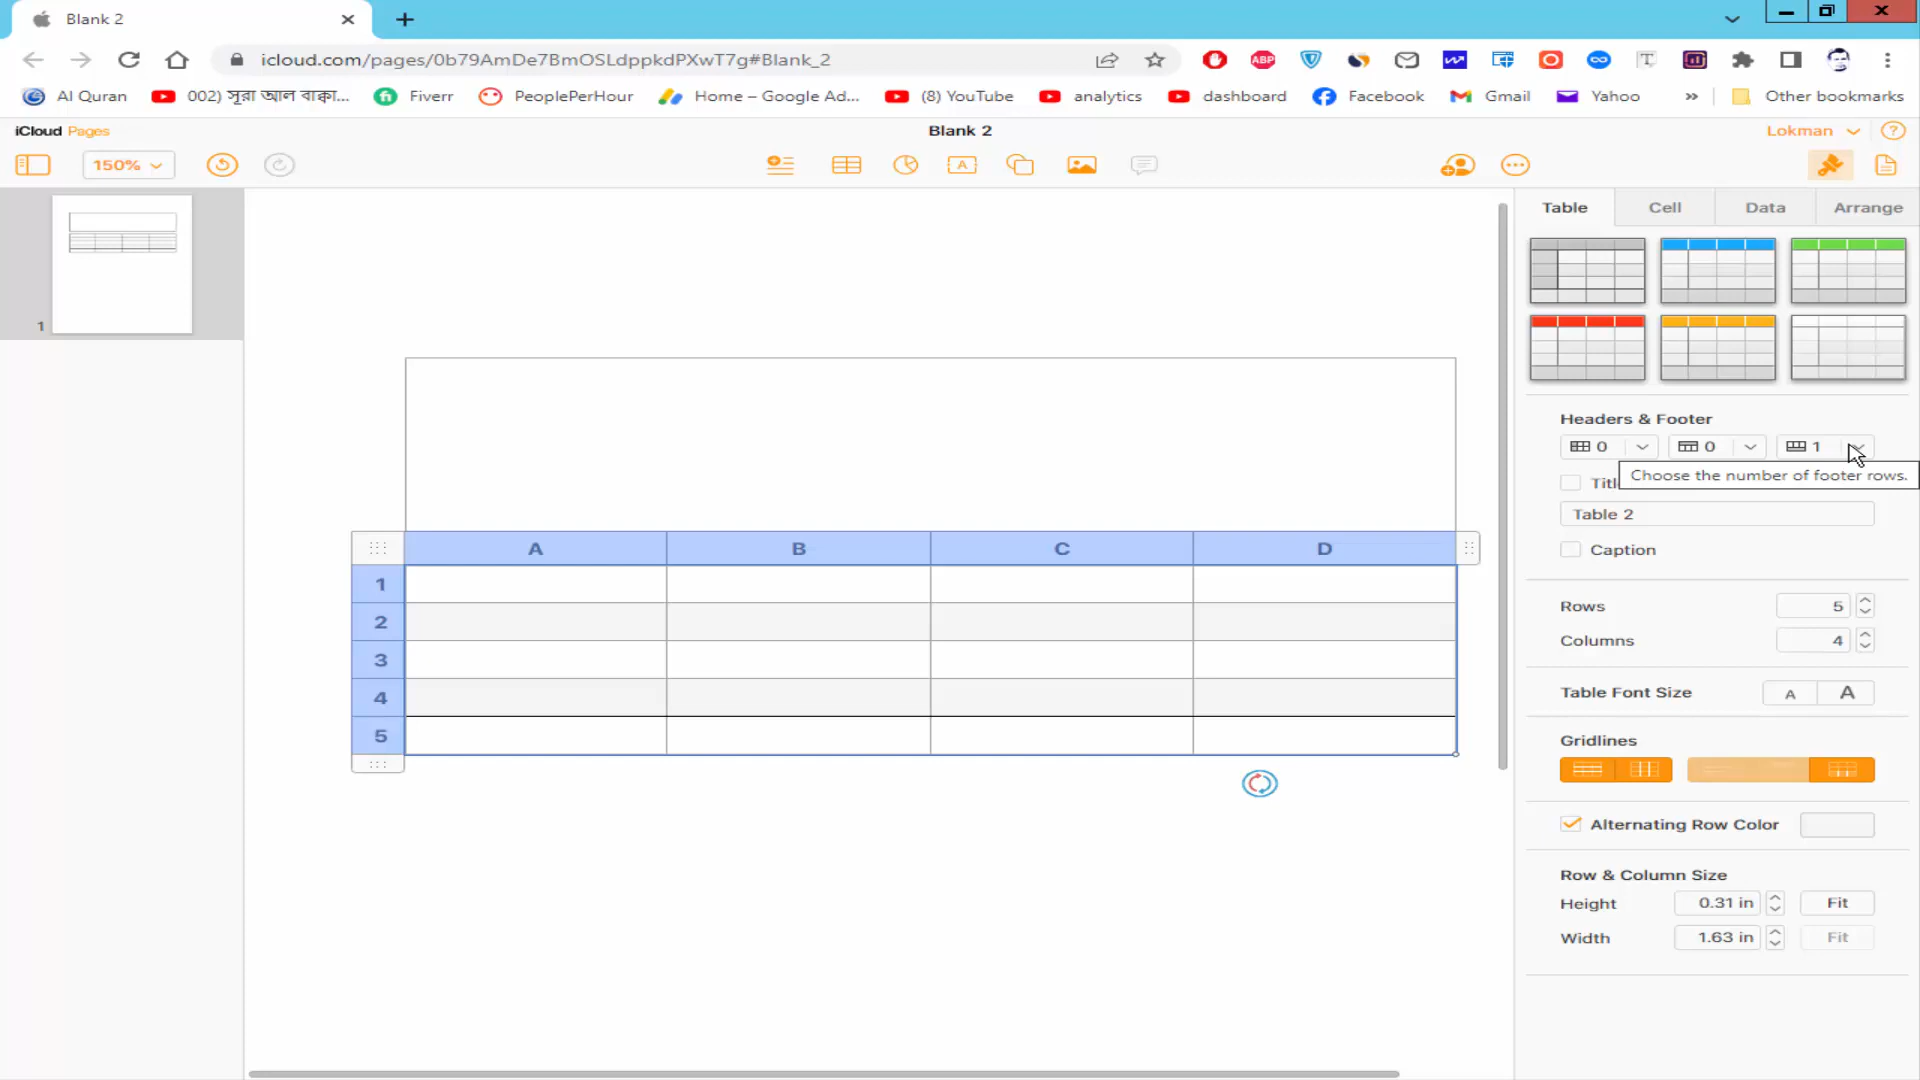 Blank 2
icloud.com/pages/0b79AmDe7BmOSLdppkdPXwT7g#Blank_2
ABP
Al Quran
002) সূরা আল বাক্বা...
Fiverr
PeoplePerHour
Home – Google Ad...
(8) YouTube
analytics
dashboard
Facebook
Gmail
Yahoo
»
Other bookmarks
iCloud Pages
Blank 2
Lokman
?
150%
A
Table
Cell
Data
Arrange
1
Headers & Footer
0
0
1
Choose the number of footer rows.
Table 2
Caption
A B C D
1
2
3
4
5
Rows 5
Columns 4
Table Font Size A A
Gridlines
Alternating Row Color
Row & Column Size
Height 0.31 in Fit
Width 1.63 in Fit